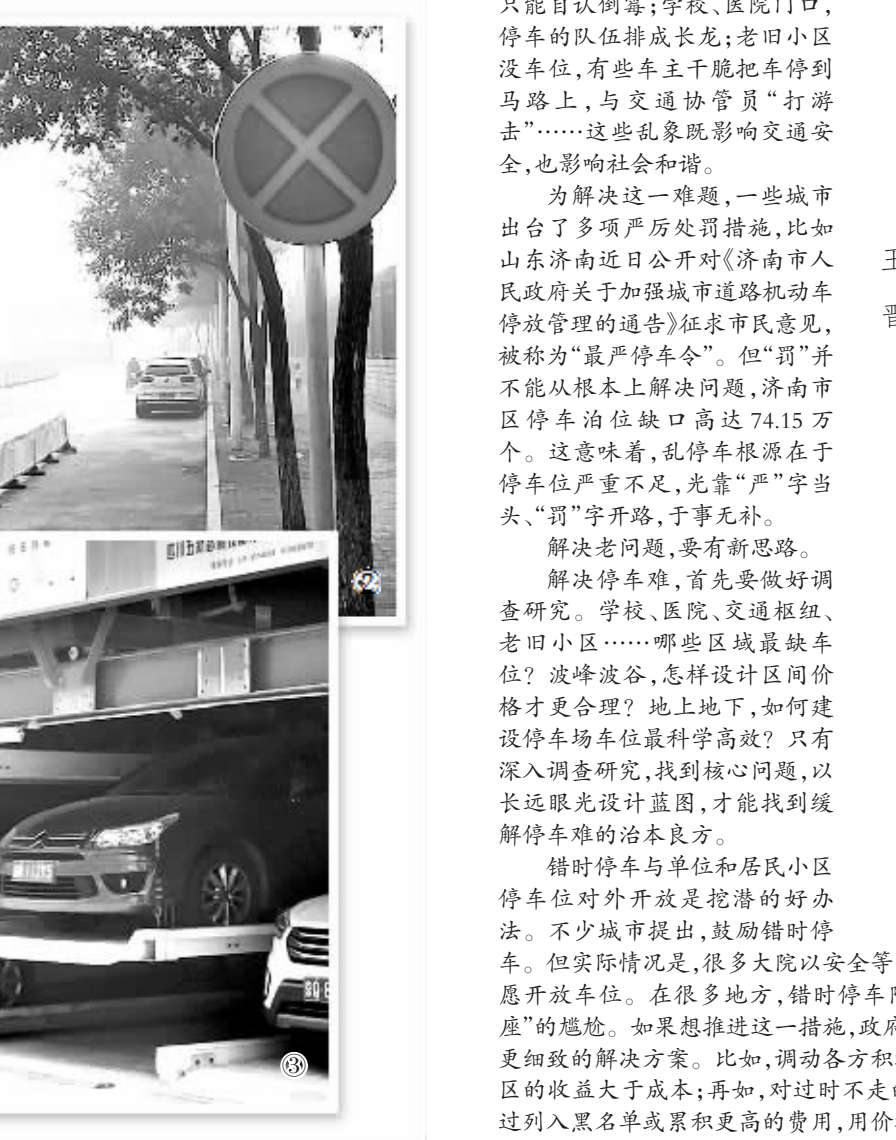 只能自认倒霉；学校、医院门口，
停车的队伍排成长龙；老旧小区
没车位，有些车主干脆把车停到
马路上，与交通协管员“打游
击”……这些乱象既影响交通安
全，也影响社会和谐。
为解决这一难题，一些城市
出台了多项严厉处罚措施，比如
山东济南近日公开对《济南市人
民政府关于加强城市道路机动车
停放管理的通告》征求市民意见，
被称为“最严停车令”。但“罚”并
不能从根本上解决问题，济南市
区停车泊位缺口高达74.15万
个。这意味着，乱停车根源在于
停车位严重不足，光靠“严”字当
头、“罚”字开路，于事无补。
解决老问题，要有新思路。
解决停车难，首先要做好调
查研究。学校、医院、交通枢纽、
老旧小区……哪些区域最缺车
位？波峰波谷，怎样设计区间价
格才更合理？地上地下，如何建
设停车场车位最科学高效？只有
深入调查研究，找到核心问题，以
长远眼光设计蓝图，才能找到缓
解停车难的治本良方。
错时停车与单位和居民小区
停车位对外开放是挖潜的好办
法。不少城市提出，鼓励错时停
车。但实际情况是，很多大院以安全等
愿开放车位。在很多地方，错时停车
座”的尴尬。如果想推进这一措施，政府
更细致的解决方案。比如，调动各方积
区的收益大于成本；再如，对过时不走
过列入黑名单或累积更高的费用，用价
②
③